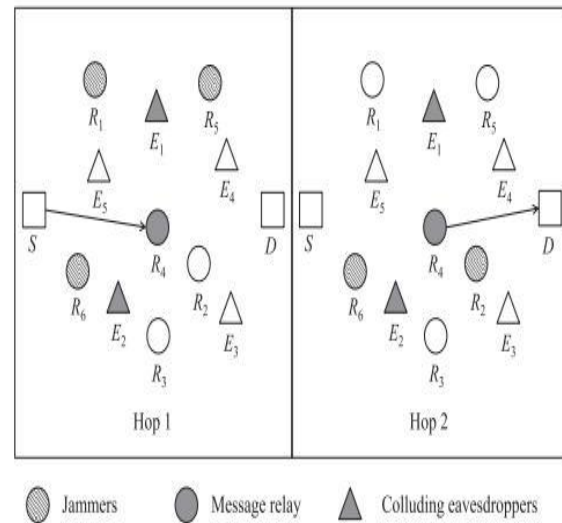 R1 R5 R1 R5
E1 E1
E5 E4 E5 E4
S R4 D S R4 D
R6 E2 R2 E3 R6 E2 R2 E3
R3 R3
Hop 1 Hop 2
Jammers Message relay Colluding eavesdroppers